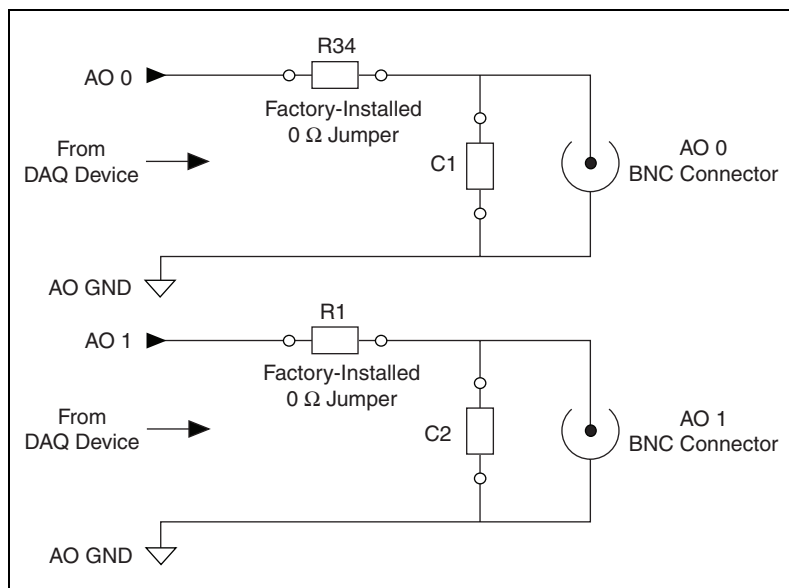 R34
AO 0
Factory-Installed
0 Ω Jumper
From
DAQ Device
C1
AO 0
BNC Connector
AO GND
R1
AO 1
Factory-Installed
0 Ω Jumper
From
DAQ Device
C2
AO 1
BNC Connector
AO GND